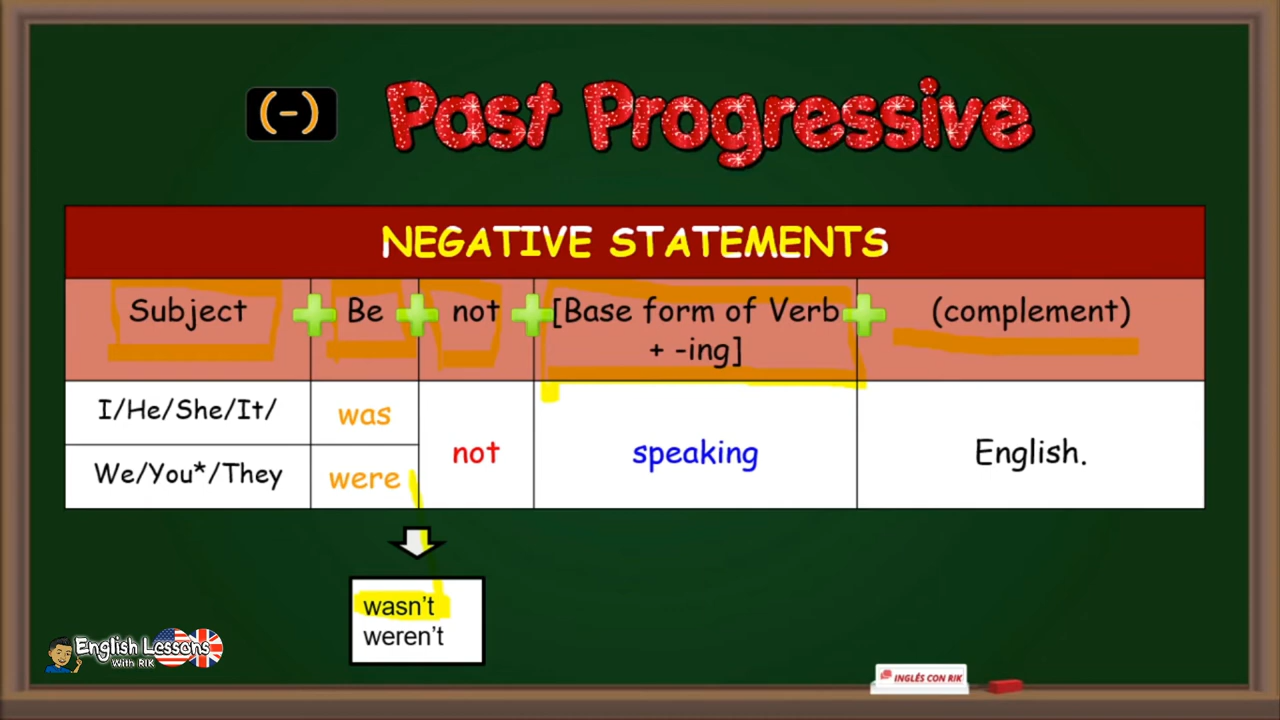 (-) Past Progressive
NEGATIVE STATEMENTS
Subject + Be + not + [Base form of Verb + (complement)
+ -ing]
I/He/She/It/ was
not speaking English.
We/You*/They were
wasn't
weren't
English Lessons
With RIK
INGLÉS CON RIK